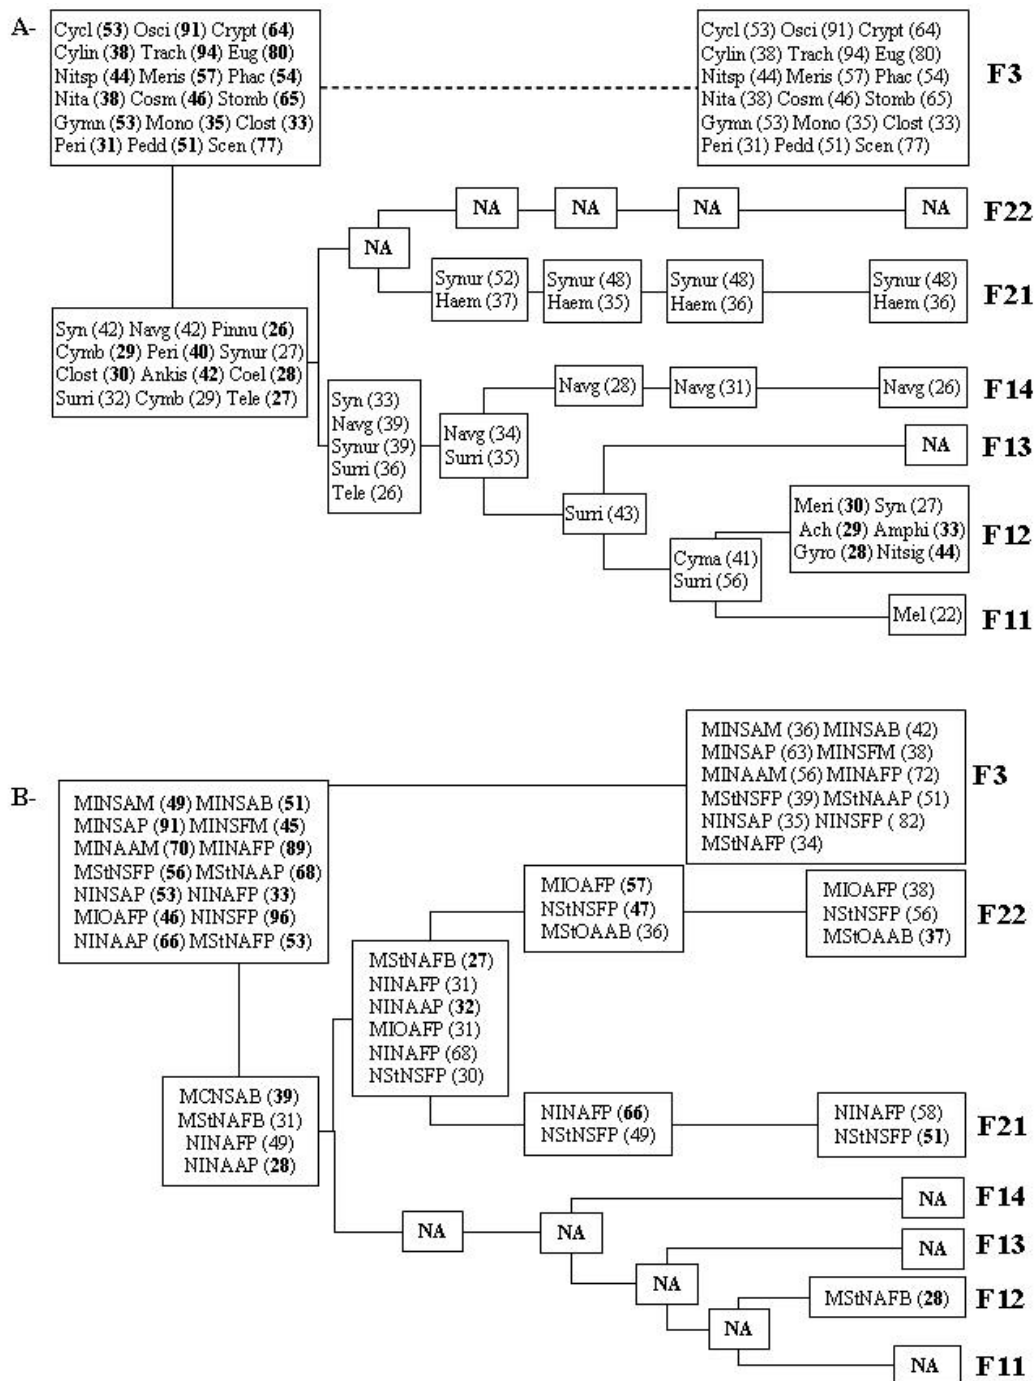 A-
Cycl (53) Osci (91) Crypt (64)
Cylin (38) Trach (94) Eug (80)
Nitsp (44) Meris (57) Phac (54)
Nita (38) Cosm (46) Stomb (65)
Gymn (53) Mono (35) Clost (33)
Peri (31) Pedd (51) Scen (77)
Cycl (53) Osci (91) Crypt (64)
Cylin (38) Trach (94) Eug (80)
Nitsp (44) Meris (57) Phac (54)
Nita (38) Cosm (46) Stomb (65)
Gymn (53) Mono (35) Clost (33)
Peri (31) Pedd (51) Scen (77)
F3
NA
NA
NA
NA
NA
F22
Synur (52)
Haem (37)
Synur (48)
Haem (35)
Synur (48)
Haem (36)
Synur (48)
Haem (36)
F21
Syn (42) Navg (42) Pinnu (26)
Cymb (29) Peri (40) Synur (27)
Clost (30) Ankis (42) Coel (28)
Surri (32) Cymb (29) Tele (27)
Syn (33)
Navg (39)
Synur (39)
Surri (36)
Tele (26)
Navg (34)
Surri (35)
Navg (28)
Navg (31)
Navg (26)
F14
NA
F13
Surri (43)
Cyma (41)
Surri (56)
Meri (30) Syn (27)
Ach (29) Amphi (33)
Gyro (28) Nitsig (44)
F12
Mel (22)
F11
B-
MINSAM (49) MINSAB (51)
MINSAP (91) MINSFM (45)
MINAAM (70) MINAFP (89)
MStNSFP (56) MStNAAP (68)
NINSAP (53) NINAFP (33)
MIOAFP (46) NINSFP (96)
NINAAP (66) MStNAFP (53)
MINSAM (36) MINSAB (42)
MINSAP (63) MINSFM (38)
MINAAM (56) MINAFP (72)
MStNSFP (39) MStNAAP (51)
NINSAP (35) NINSFP ( 82)
MStNAFP (34)
F3
MIOAFP (57)
NStNSFP (47)
MStOAAB (36)
MIOAFP (38)
NStNSFP (56)
MStOAAB (37)
F22
MStNAFB (27)
NINAFP (31)
NINAAP (32)
MIOAFP (31)
NINAFP (68)
NStNSFP (30)
MCNSAB (39)
MStNAFB (31)
NINAFP (49)
NINAAP (28)
NINAFP (66)
NStNSFP (49)
NINAFP (58)
NStNSFP (51)
F21
NA
NA
NA
F14
NA
NA
F13
NA
MStNAFB (28)
F12
NA
F11